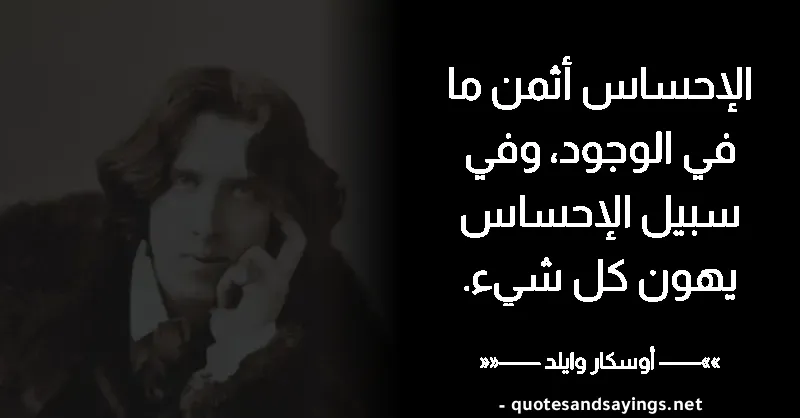 الإحساس أثمن ما
في الوجود، وفي
سبيل الإحساس
يهون كل شيء.
»»—— أوسكار وايلد ——««
- quotesandsayings.net